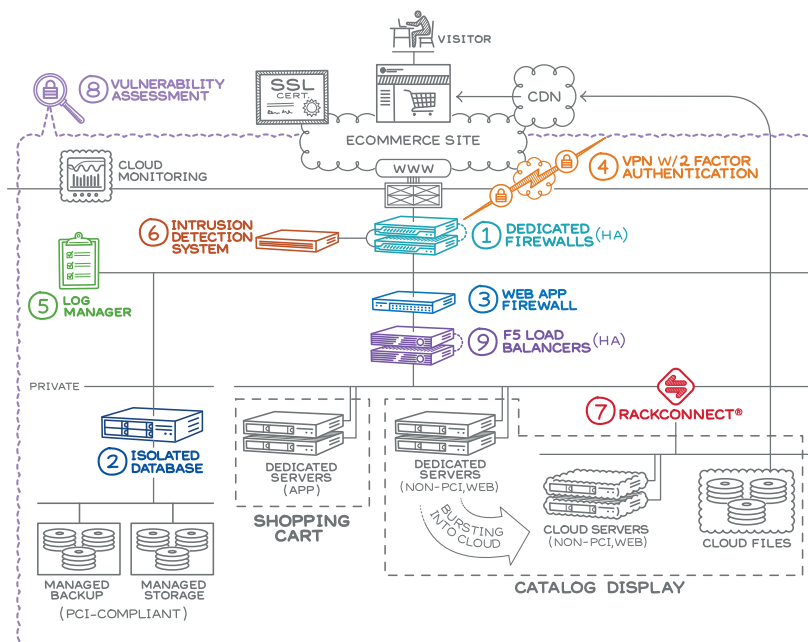 VISITOR
8 VULNERABILITY
ASSESSMENT
SSL
CERT.
CDN
ECOMMERCE SITE
WWW
CLOUD
MONITORING
4 VPN W/2 FACTOR
AUTHENTICATION
6 INTRUSION
DETECTION
SYSTEM
1 DEDICATED
FIREWALLS (HA)
5 LOG
MANAGER
3 WEB APP
FIREWALL
9 F5 LOAD
BALANCERS (HA)
PRIVATE
7 RACKCONNECT®
2 ISOLATED
DATABASE
DEDICATED
SERVERS
(APP)
SHOPPING
CART
DEDICATED
SERVERS
(NON-PCI,WEB)
BURSTING
INTO CLOUD
CLOUD SERVERS
(NON-PCI,WEB)
CLOUD FILES
CATALOG DISPLAY
MANAGED
BACKUP
MANAGED
STORAGE
(PCI-COMPLIANT)